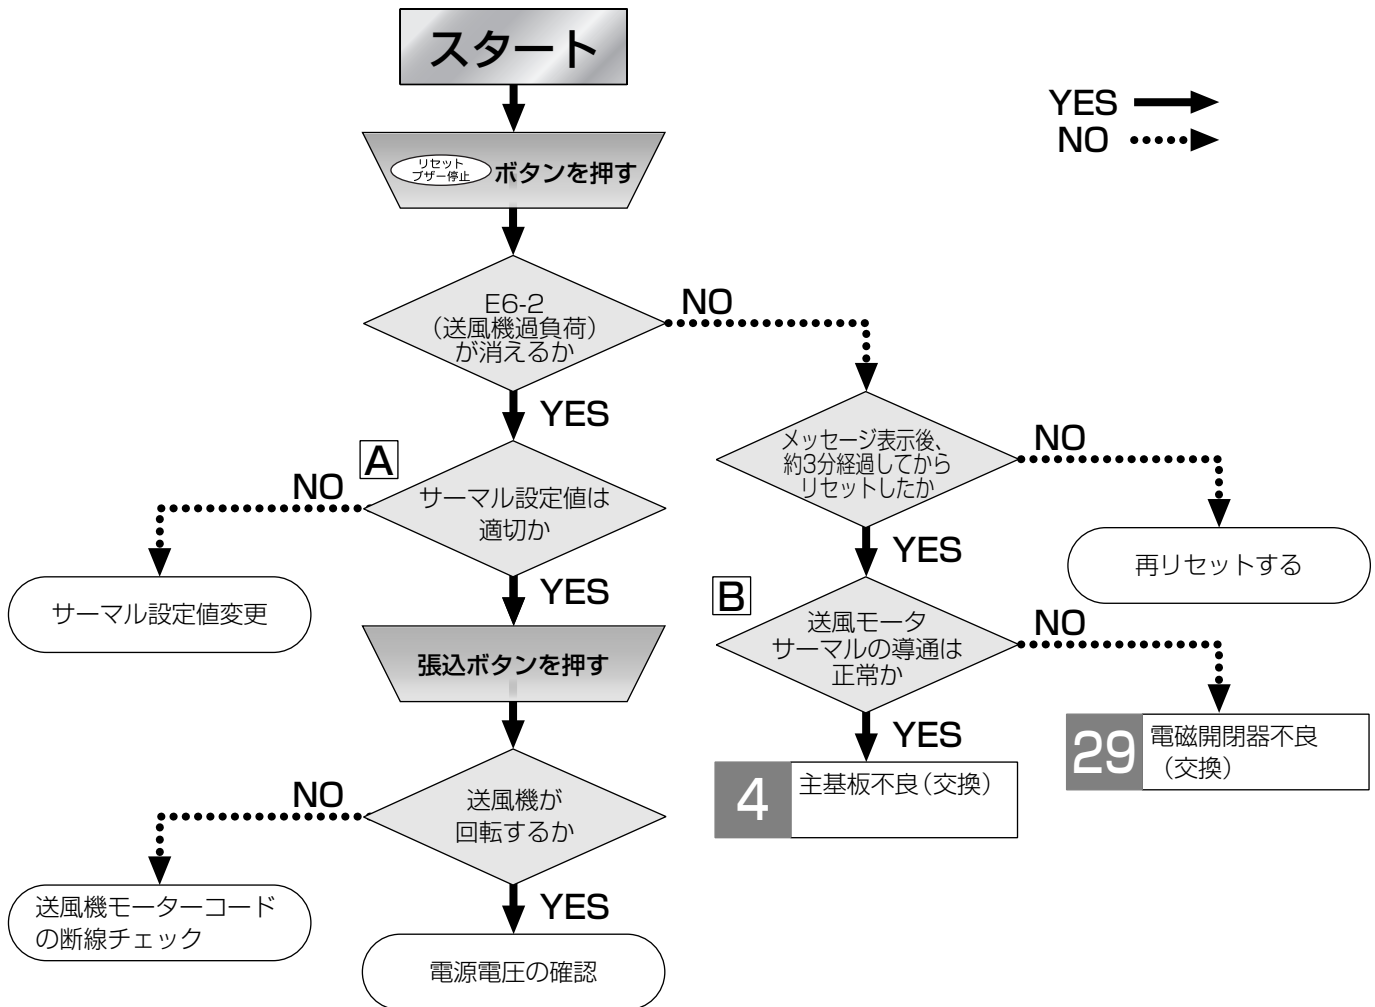 スタート
YES
NO
リセット
ブザー停止
ボタンを押す
E6-2
（送風機過負荷）
が消えるか
NO
YES
メッセージ表示後、
約3分経過してから
リセットしたか
NO
A
NO
サーマル設定値は
適切か
YES
再リセットする
サーマル設定値変更
YES
B
送風モータ
サーマルの導通は
正常か
NO
張込ボタンを押す
YES
29
電磁開閉器不良
（交換）
4
主基板不良（交換）
NO
送風機が
回転するか
YES
送風機モーターコード
の断線チェック
電源電圧の確認